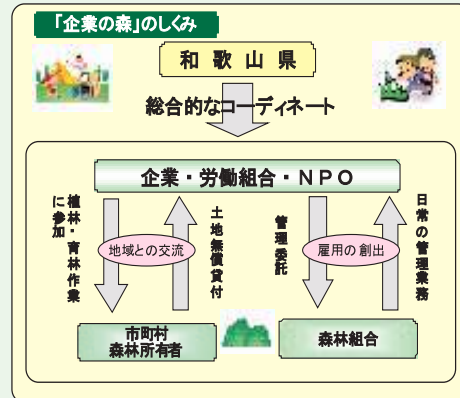 「企業の森」のしくみ
和歌山県
総合的なコーディネート
企業・労働組合・NPO
植林・育林作業
に参加
地域との交流
土地無償貸付
管理委託
雇用の創出
日常の管理業務
市町村
森林所有者
森林組合